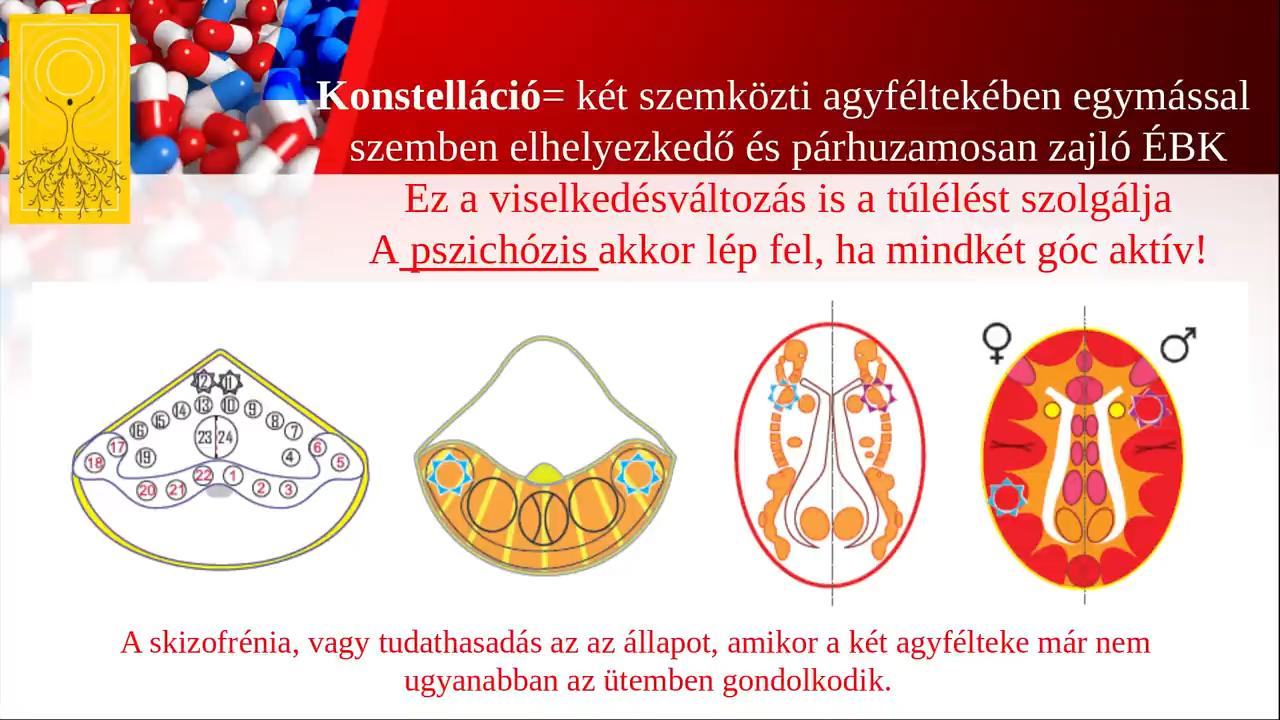 Konstelláció= két szemközti agyféltekében egymással
szemben elhelyezkedő és párhuzamosan zajló ÉBK
Ez a viselkedésváltozás is a túlélést szolgálja
A pszichózis akkor lép fel, ha mindkét góc aktív!
12 11
14 13 10 9
15 8
16 7
17 23 24 6
18 19 4 5
22 1
20 21 2 3
♀ ♂
A skizofrénia, vagy tudathasadás az az állapot, amikor a két agyfélteke már nem
ugyanabban az ütemben gondolkodik.